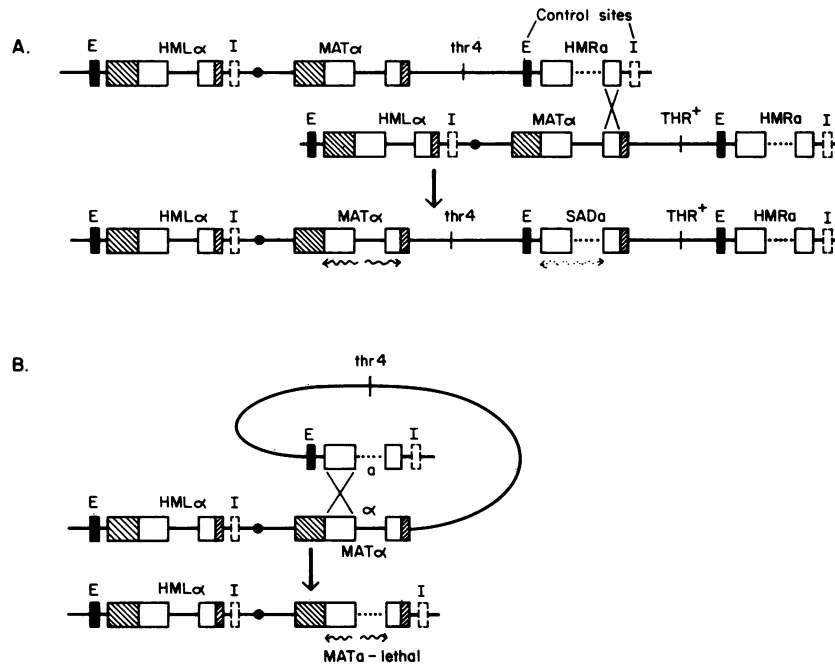 Control sites
A.
E HMLα I MATα thr4 E HMRa I
E HMLα I MATα THR+ E HMRa I
E HMLα I MATα thr4 E SADa THR+ E HMRa I
B.
thr4
E I
a
E HMLα I α
MATα
E HMLα I I
MATa-lethal